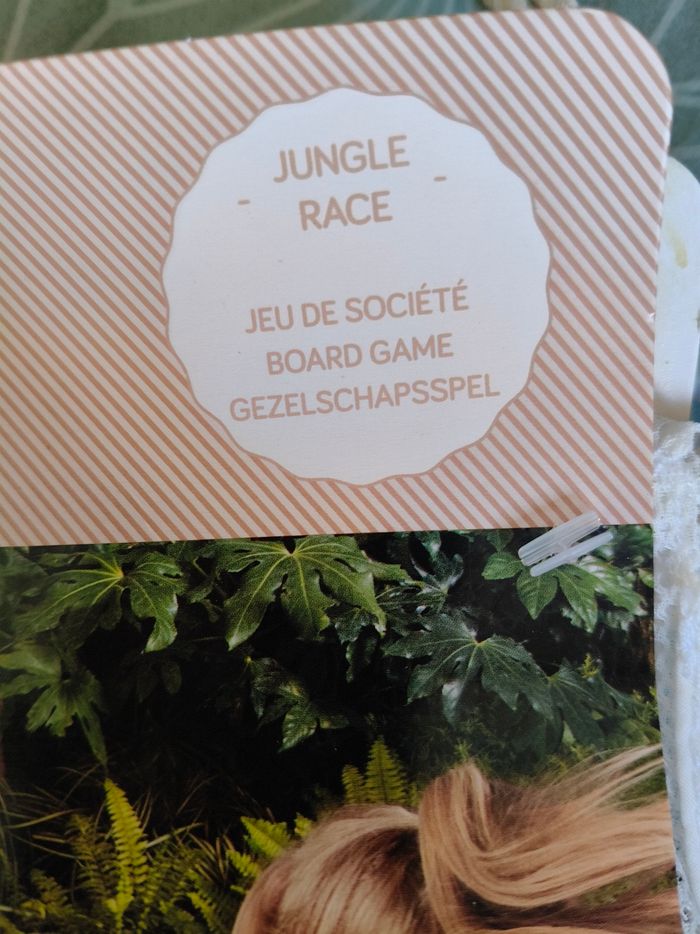 JUNGLE
- RACE -
JEU DE SOCIÉTÉ
BOARD GAME
GEZELSCHAPSSPEL